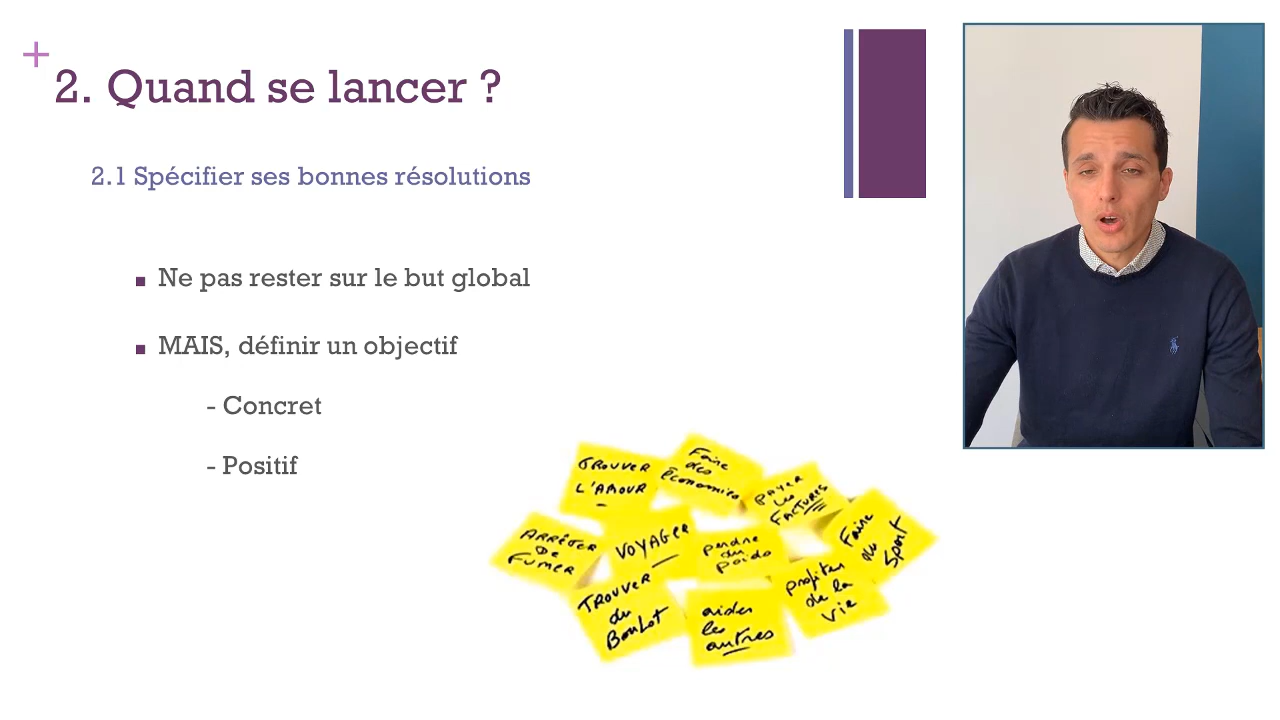 2. Quand se lancer ?
2.1 Spécifier ses bonnes résolutions
Ne pas rester sur le but global
MAIS, définir un objectif
- Concret
- Positif
TROUVER
L'AMOUR
Faire
des
économies
PAYER
les
FACTURES
Faire
du
Sport
ARRÊTER
DE
FUMER
VOYAGER
perdre
du
poids
profiter
de la
vie
TROUVER
du
BOULOT
aider
les
autres